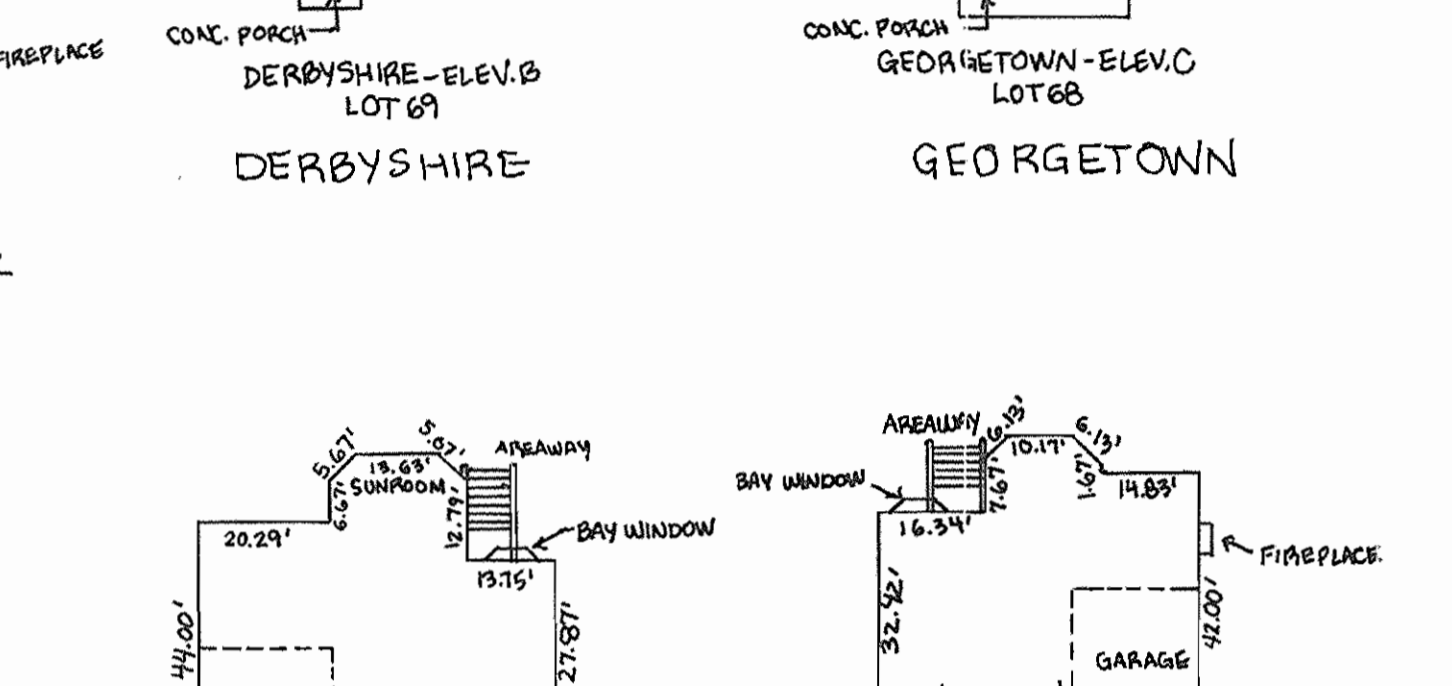 CONC. PORCH
FIREPLACE
DERBYSHIRE-ELEV.B
LOT 69
DERBYSHIRE
CONC. PORCH
GEORGETOWN-ELEV.C
LOT 68
GEORGETOWN
5.67'
13.63'
5.67'
AREAWAY
SUNROOM
6.67'
12.79'
20.29'
BAY WINDOW
13.75'
44.00'
27.87'
AREAWAY
6.13'
10.17'
6.13'
BAY WINDOW
7.67'
1.67'
14.83'
16.34'
FIREPLACE.
32.42'
42.00'
GARAGE